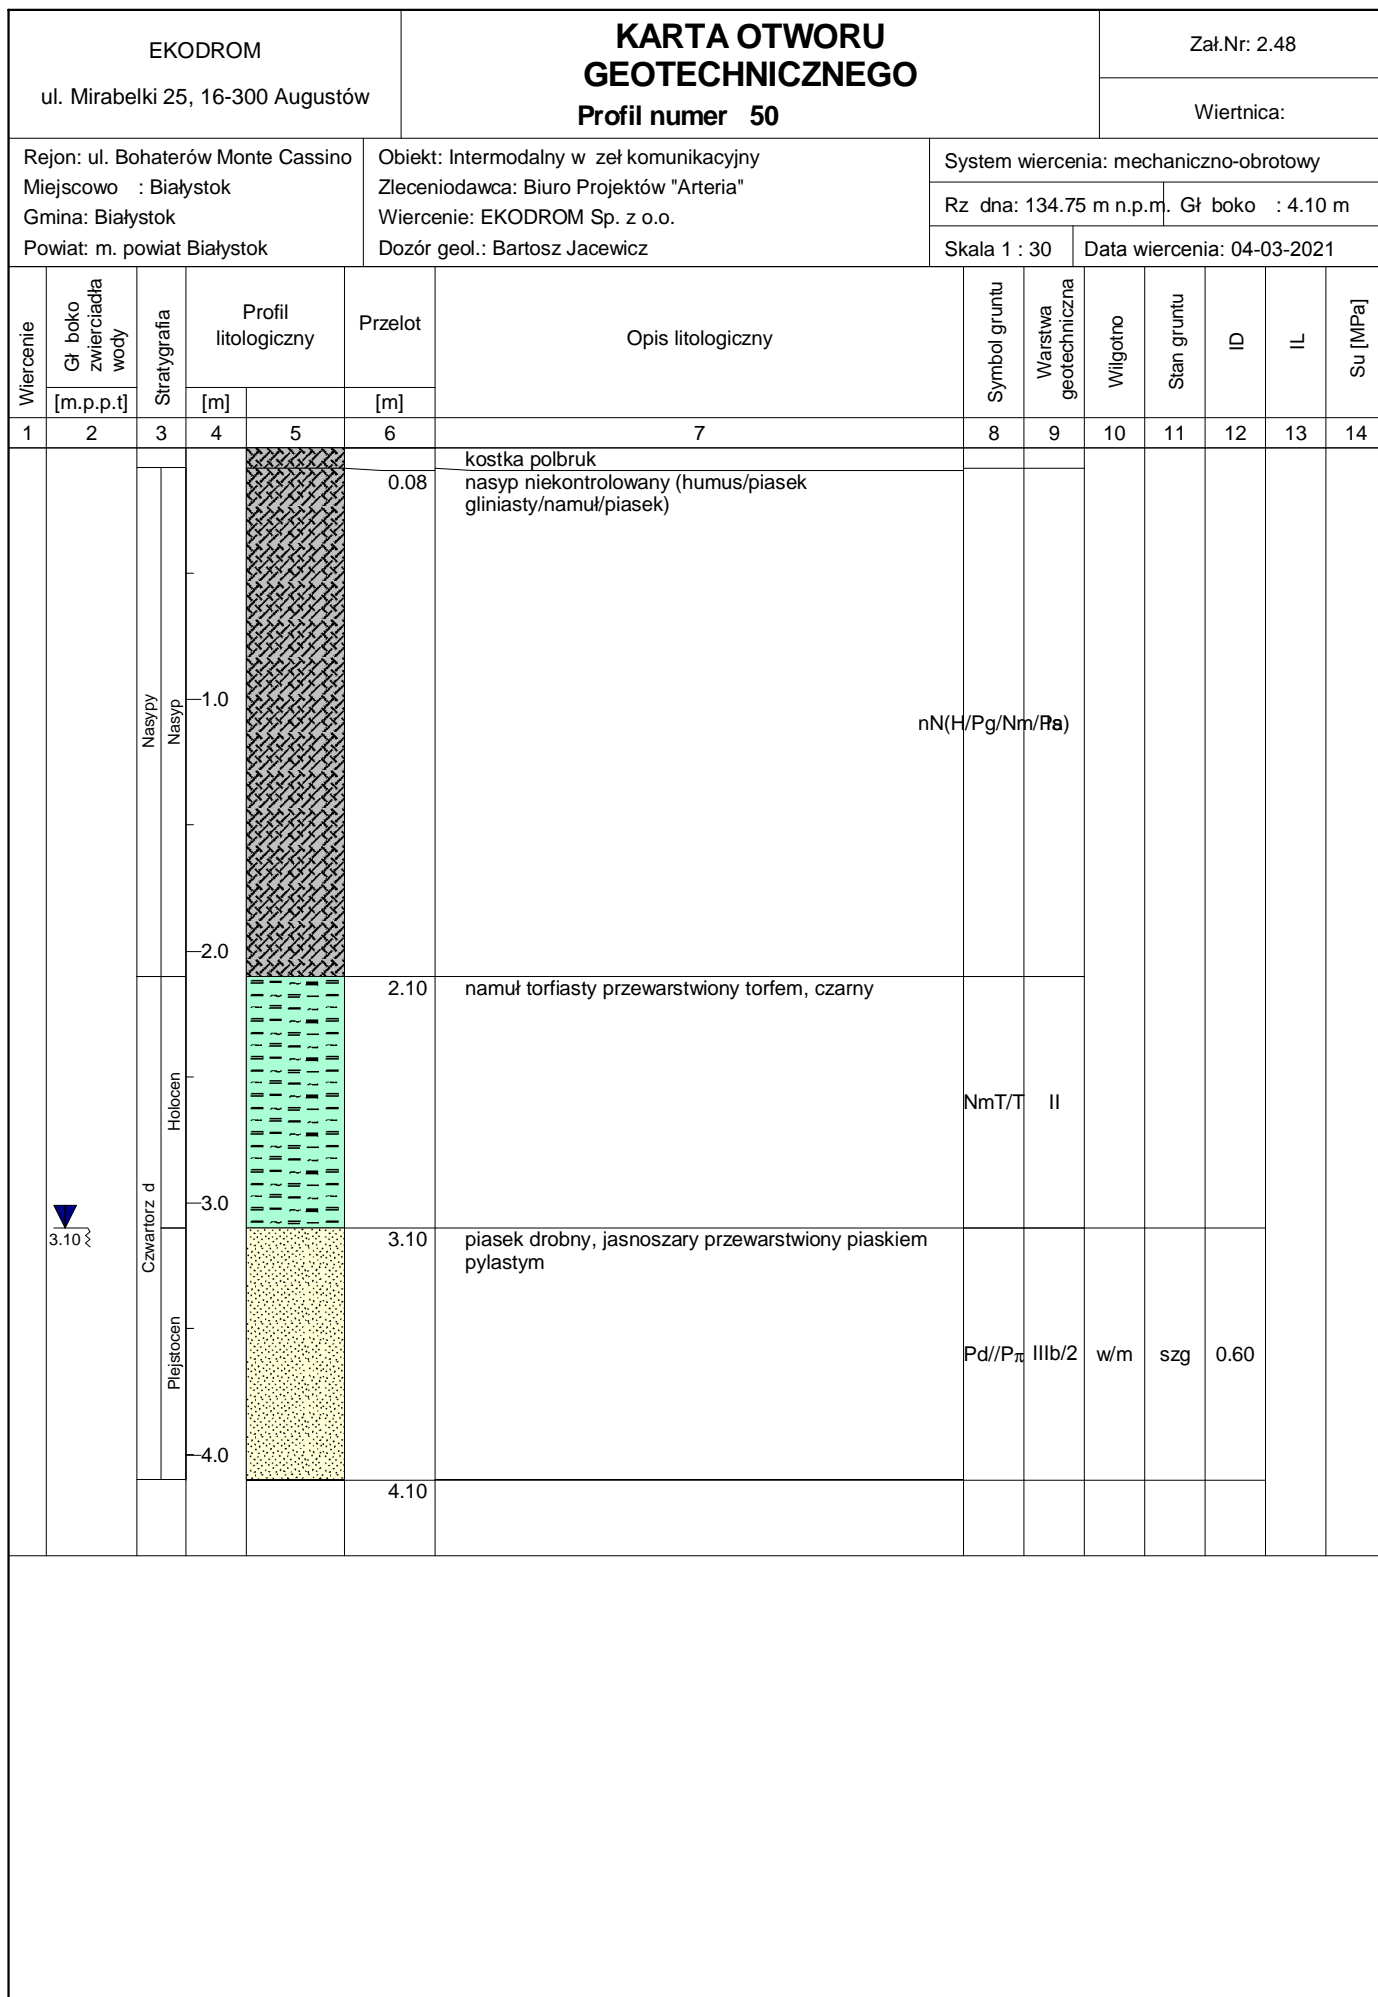 EKODROM
ul. Mirabelki 25, 16-300 Augustów
KARTA OTWORU
GEOTECHNICZNEGO
Profil numer 50
Zał.Nr: 2.48
Wiertnica:
Rejon: ul. Bohaterów Monte Cassino
Miejscowo : Białystok
Gmina: Białystok
Powiat: m. powiat Białystok
Obiekt: Intermodalny w zeł komunikacyjny
Zleceniodawca: Biuro Projektów "Arteria"
Wiercenie: EKODROM Sp. z o.o.
Dozór geol.: Bartosz Jacewicz
System wiercenia: mechaniczno-obrotowy
Rz dna: 134.75 m n.p.m. Gł boko : 4.10 m
Skala 1 : 30 Data wiercenia: 04-03-2021
Wiercenie
Gł boko
zwierciadła
wody
[m.p.p.t]
Stratygrafia
Profil
litologiczny
[m]
Przelot
[m]
Opis litologiczny
Symbol gruntu
Warstwa
geotechniczna
Wilgotno
Stan gruntu
ID
IL
Su [MPa]
1 2 3 4 5 6 7 8 9 10 11 12 13 14
kostka polbruk
0.08 nasyp niekontrolowany (humus/piasek
gliniasty/namuł/piasek)
Nasypy
Nasyp
1.0
nN(H/Pg/Nm/
2.0
2.10 namuł torfiasty przewarstwiony torfem, czarny
Holocen
NmT/T II
Czwartorz d
3.0
3.10
3.10 piasek drobny, jasnoszary przewarstwiony piaskiem
pylastym
Plejstocen
Pd//Pπ IIIb/2 w/m szg 0.60
4.0
4.10